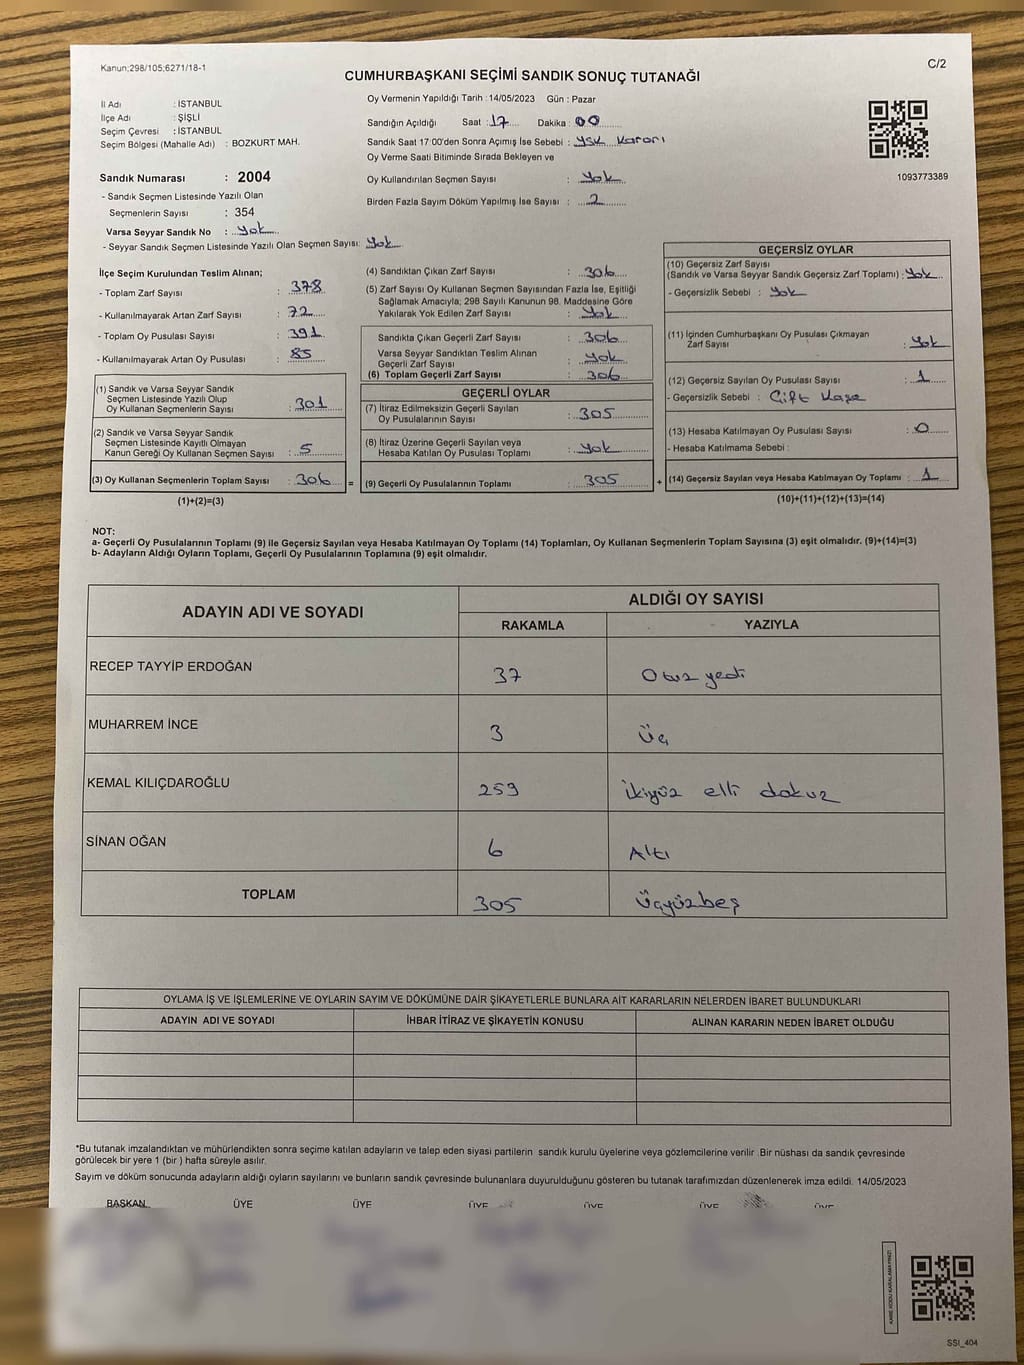 Kanun;298/105;6271/18-1
C/2
CUMHURBAŞKANI SEÇİMİ SANDIK SONUÇ TUTANAĞI
İl Adı : İSTANBUL
İlçe Adı : ŞİŞLİ
Seçim Çevresi : İSTANBUL
Seçim Bölgesi (Mahalle Adı) : BOZKURT MAH.
Oy Vermenin Yapıldığı Tarih :14/05/2023 Gün : Pazar
Sandığın Açıldığı Saat : 17 Dakika : 00
Sandık Saat 17:00'den Sonra Açımış İse Sebebi : YSK Kararı
Oy Verme Saati Bitiminde Sırada Bekleyen ve
Oy Kullandırılan Seçmen Sayısı : Yok
Birden Fazla Sayım Döküm Yapılmış İse Sayısı : 2
1093773389
Sandık Numarası : 2004
- Sandık Seçmen Listesinde Yazılı Olan
Seçmenlerin Sayısı : 354
Varsa Seyyar Sandık No : Yok
- Seyyar Sandık Seçmen Listesinde Yazılı Olan Seçmen Sayısı: Yok
İlçe Seçim Kurulundan Teslim Alınan;
- Toplam Zarf Sayısı : 378
- Kullanılmayarak Artan Zarf Sayısı : 72
- Toplam Oy Pusulası Sayısı : 391
- Kullanılmayarak Artan Oy Pusulası : 85
(1) Sandık ve Varsa Seyyar Sandık
Seçmen Listesinde Yazılı Olup
Oy Kullanan Seçmenlerin Sayısı : 301
(2) Sandık ve Varsa Seyyar Sandık
Seçmen Listesinde Kayıtlı Olmayan
Kanun Gereği Oy Kullanan Seçmen Sayısı : 5
(3) Oy Kullanan Seçmenlerin Toplam Sayısı : 306 =
(1)+(2)=(3)
(4) Sandıktan Çıkan Zarf Sayısı : 306
(5) Zarf Sayısı Oy Kullanan Seçmen Sayısından Fazla İse, Eşitliği
Sağlamak Amacıyla; 298 Sayılı Kanunun 98. Maddesine Göre
Yakılarak Yok Edilen Zarf Sayısı : Yok
Sandıkta Çıkan Geçerli Zarf Sayısı : 306
Varsa Seyyar Sandıktan Teslim Alınan
Geçerli Zarf Sayısı : Yok
(6) Toplam Geçerli Zarf Sayısı : 306
GEÇERLİ OYLAR
(7) İtiraz Edilmeksizin Geçerli Sayılan
Oy Pusulalarının Sayısı : 305
(8) İtiraz Üzerine Geçerli Sayılan veya
Hesaba Katılan Oy Pusulası Toplamı : Yok
(9) Geçerli Oy Pusulalarının Toplamı : 305 +
GEÇERSİZ OYLAR
(10) Geçersiz Zarf Sayısı
(Sandık ve Varsa Seyyar Sandık Geçersiz Zarf Toplamı) : Yok
- Geçersizlik Sebebi : Yok
(11) İçinden Cumhurbaşkanı Oy Pusulası Çıkmayan
Zarf Sayısı : Yok
(12) Geçersiz Sayılan Oy Pusulası Sayısı : 1
- Geçersizlik Sebebi : Çift Kaşe
(13) Hesaba Katılmayan Oy Pusulası Sayısı : 0
- Hesaba Katılmama Sebebi :
(14) Geçersiz Sayılan veya Hesaba Katılmayan Oy Toplamı : 1
(10)+(11)+(12)+(13)=(14)
NOT:
a- Geçerli Oy Pusulalarının Toplamı (9) ile Geçersiz Sayılan veya Hesaba Katılmayan Oy Toplamı (14) Toplamları, Oy Kullanan Seçmenlerin Toplam Sayısına (3) eşit olmalıdır. (9)+(14)=(3)
b- Adayların Aldığı Oyların Toplamı, Geçerli Oy Pusulalarının Toplamına (9) eşit olmalıdır.
ADAYIN ADI VE SOYADI ALDIĞI OY SAYISI
RAKAMLA YAZIYLA
RECEP TAYYİP ERDOĞAN 37 Otuz yedi
MUHARREM İNCE 3 Üç
KEMAL KILIÇDAROĞLU 259 İkiyüz elli dokuz
SİNAN OĞAN 6 Altı
TOPLAM 305 Üçyüzbeş
OYLAMA İŞ VE İŞLEMLERİNE VE OYLARIN SAYIM VE DÖKÜMÜNE DAİR ŞİKAYETLERLE BUNLARA AİT KARARLARIN NELERDEN İBARET BULUNDUKLARI
ADAYIN ADI VE SOYADI İHBAR İTİRAZ VE ŞİKAYETİN KONUSU ALINAN KARARIN NEDEN İBARET OLDUĞU
*Bu tutanak imzalandıktan ve mühürlendikten sonra seçime katılan adayların ve talep eden siyasi partilerin sandık kurulu üyelerine veya gözlemcilerine verilir .Bir nüshası da sandık çevresinde
görülecek bir yere 1 (bir ) hafta süreyle asılır.
Sayım ve döküm sonucunda adayların aldığı oyların sayılarını ve bunların sandık çevresinde bulunanlara duyurulduğunu gösteren bu tutanak tarafımızdan düzenlenerek imza edildi. 14/05/2023
BAŞKAN ÜYE ÜYE ÜYE ÜYE ÜYE ÜYE
SSI_404